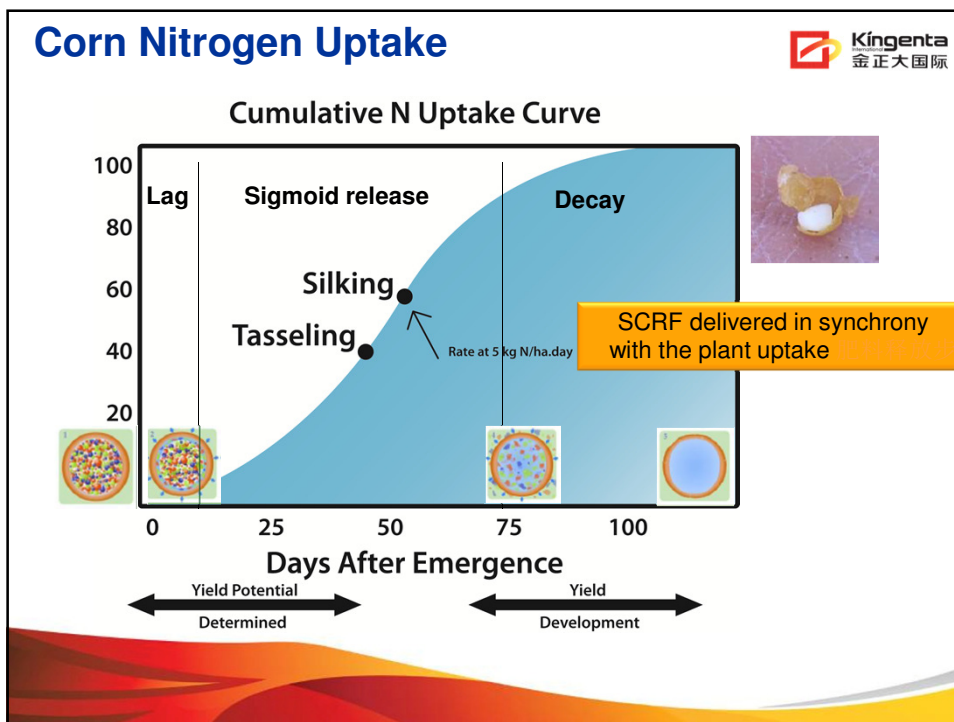 Corn Nitrogen Uptake
Kingenta
International
金正大国际
Cumulative N Uptake Curve
100
80
60
40
20
Lag
Sigmoid release
Decay
Silking
Tasseling
Rate at 5 kg N/ha.day
SCRF delivered in synchrony
with the plant uptake
0 25 50 75 100
Days After Emergence
Yield Potential
Determined
Yield
Development